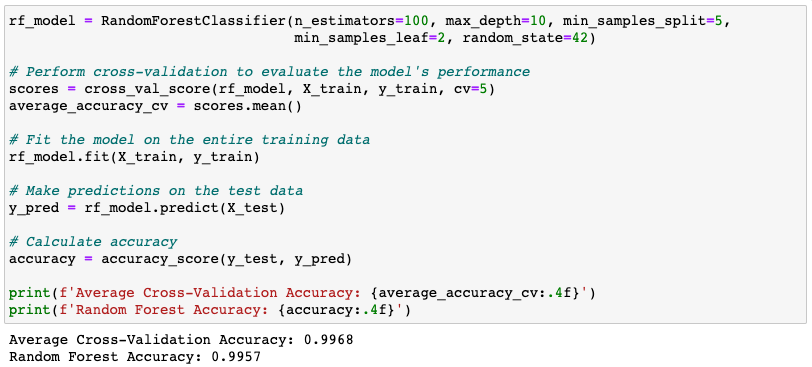 rf_model = RandomForestClassifier(n_estimators=100, max_depth=10, min_samples_split=5,
min_samples_leaf=2, random_state=42)
# Perform cross-validation to evaluate the model's performance
scores = cross_val_score(rf_model, X_train, y_train, cv=5)
average_accuracy_cv = scores.mean()
# Fit the model on the entire training data
rf_model.fit(X_train, y_train)
# Make predictions on the test data
y_pred = rf_model.predict(X_test)
# Calculate accuracy
accuracy = accuracy_score(y_test, y_pred)
print(f'Average Cross-Validation Accuracy: {average_accuracy_cv:.4f}')
print(f'Random Forest Accuracy: {accuracy:.4f}')
Average Cross-Validation Accuracy: 0.9968
Random Forest Accuracy: 0.9957